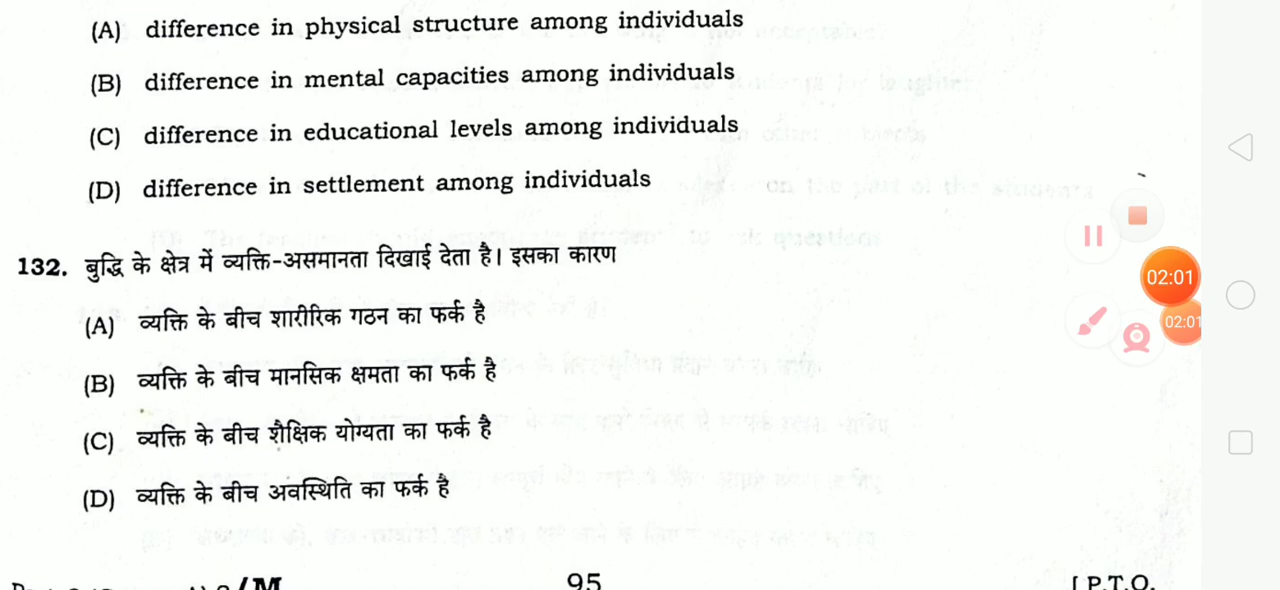 (A) difference in physical structure among individuals
(B) difference in mental capacities among individuals
(C) difference in educational levels among individuals
(D) difference in settlement among individuals
132. बुद्धि के क्षेत्र में व्यक्ति-असमानता दिखाई देता है। इसका कारण
(A) व्यक्ति के बीच शारीरिक गठन का फर्क है
(B) व्यक्ति के बीच मानसिक क्षमता का फर्क है
(C) व्यक्ति के बीच शैक्षिक योग्यता का फर्क है
(D) व्यक्ति के बीच अवस्थिति का फर्क है
/M 95 [ P.T.O.
02:01
02:01